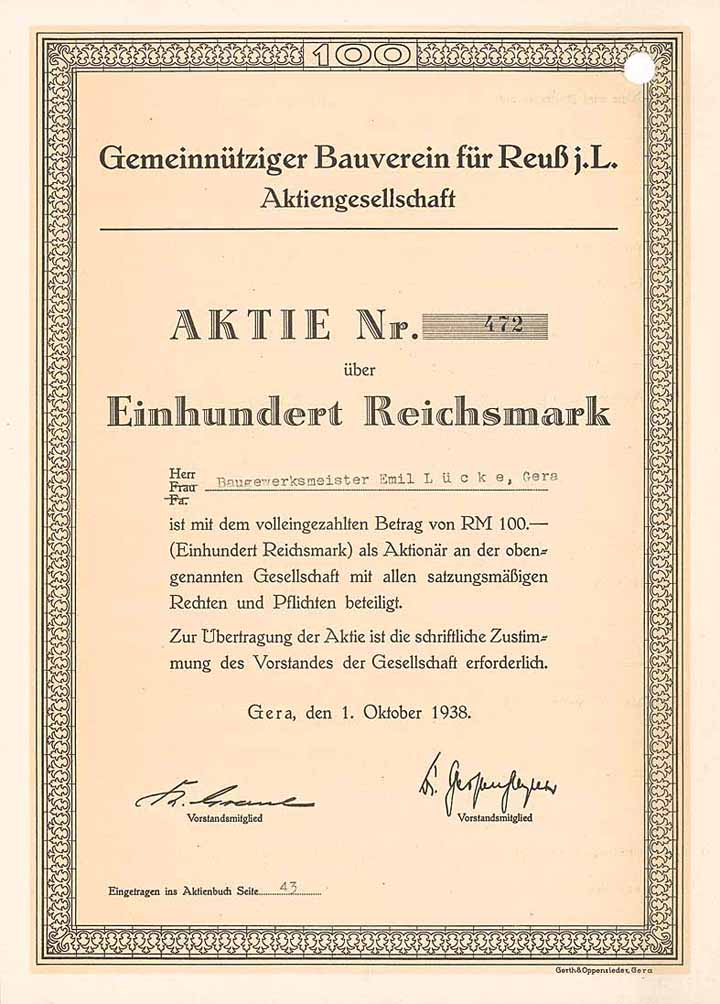 100
Gemeinnütziger Bauverein für Reuß j.L.
Aktiengesellschaft
AKTIE Nr. 472
über
Einhundert Reichsmark
Herr
Frau Baugewerksmeister Emil Lücke, Gera
Fa.
ist mit dem volleingezahlten Betrag von RM 100.—
(Einhundert Reichsmark) als Aktionär an der oben=
genannten Gesellschaft mit allen satzungsmäßigen
Rechten und Pflichten beteiligt.
Zur Übertragung der Aktie ist die schriftliche Zustim=
mung des Vorstandes der Gesellschaft erforderlich.
Gera, den 1. Oktober 1938.
Vorstandsmitglied
Vorstandsmitglied
Eingetragen ins Aktienbuch Seite 43
Gerth & Oppenrieder, Gera